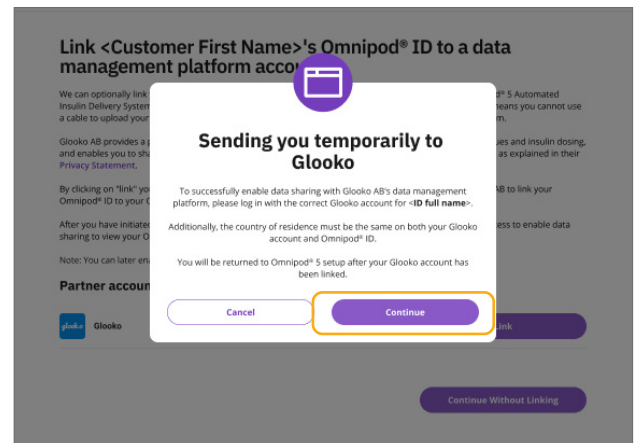 Link <Customer First Name>'s Omnipod® ID to a data
management platform acco
We can optionally link
d® 5 Automated
Insulin Delivery System
means you cannot use
a cable to upload your
m.
Glooko AB provides a p
ues and insulin dosing,
and enables you to sha
as explained in their
Privacy Statement.
By clicking on "link" yo
AB to link your
Omnipod® ID to your G
After you have initiated
ess to enable data
sharing to view your O
Note: You can later ena
Partner accoun
glooko Glooko
Link
Continue Without Linking
Sending you temporarily to
Glooko
To successfully enable data sharing with Glooko AB's data management
platform, please log in with the correct Glooko account for <ID full name>.
Additionally, the country of residence must be the same on both your Glooko
account and Omnipod® ID.
You will be returned to Omnipod® 5 setup after your Glooko account has
been linked.
Cancel
Continue